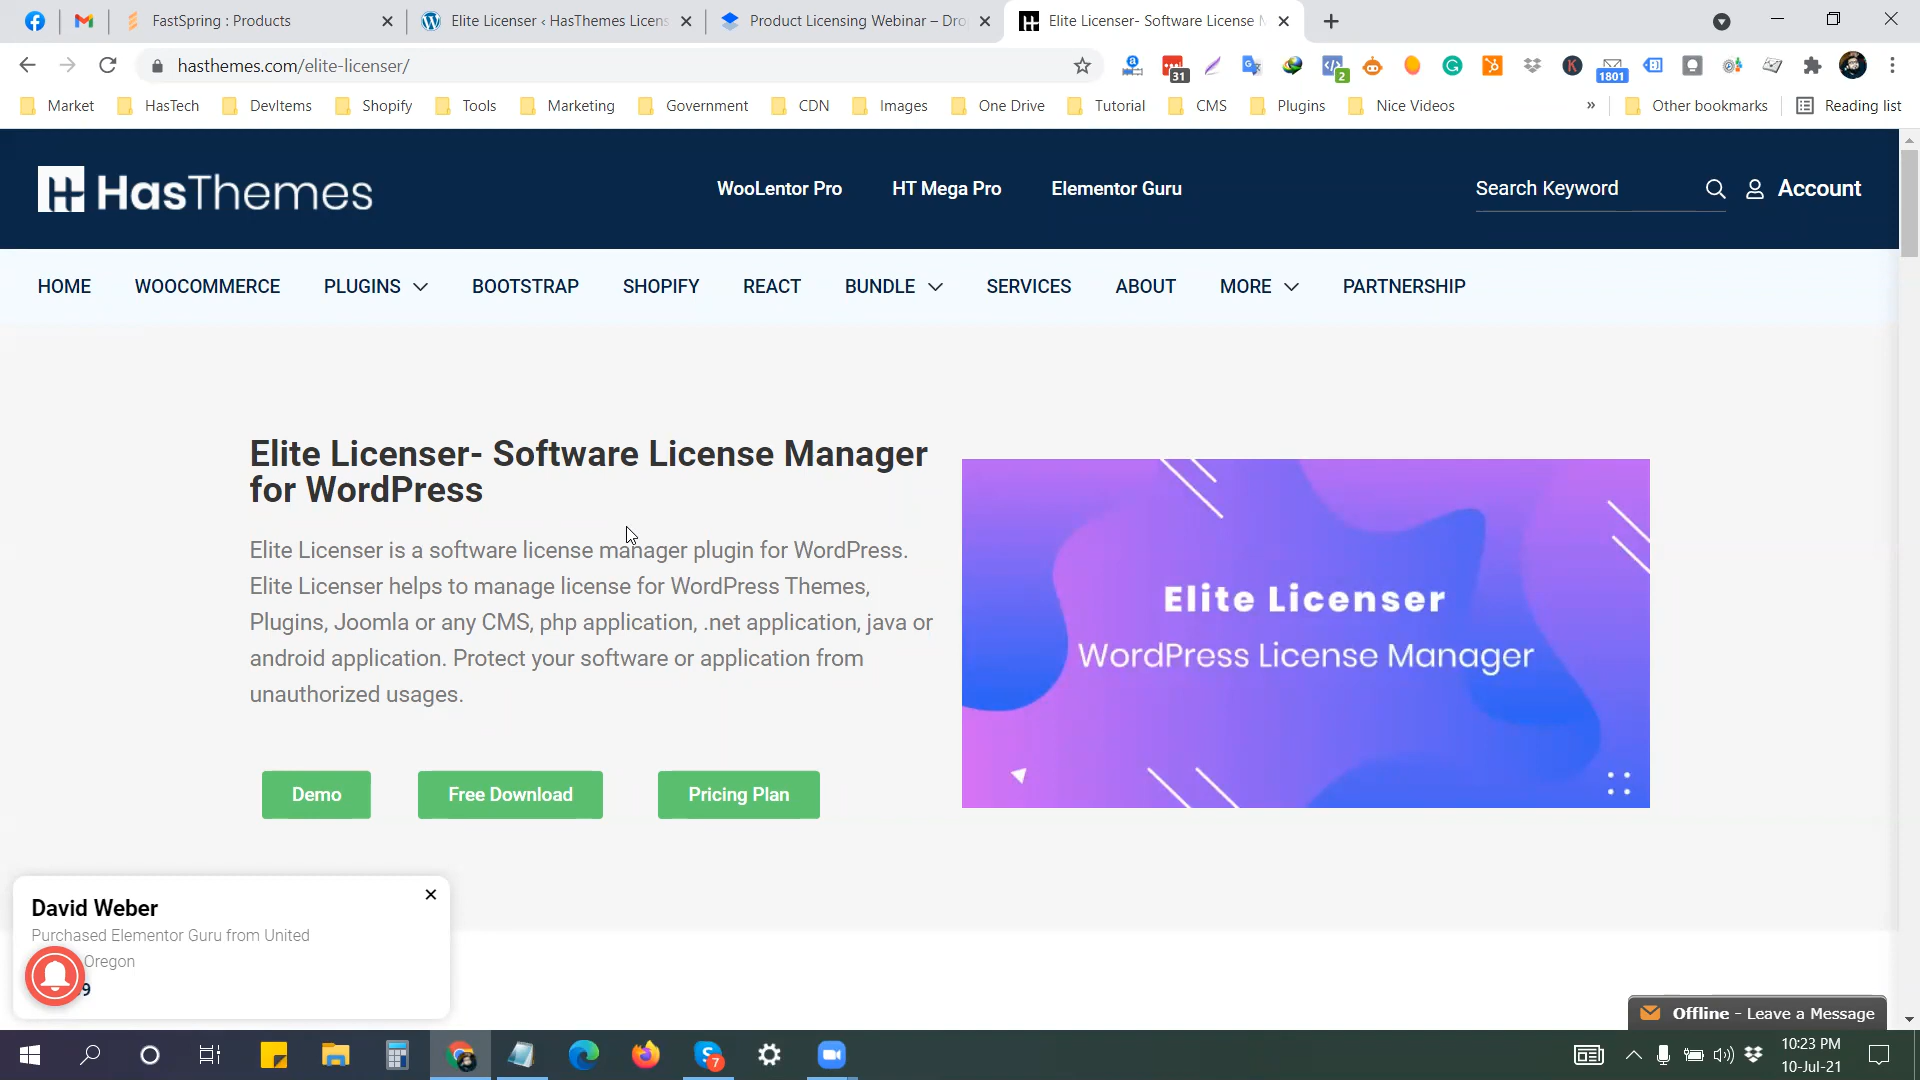 FastSpring : Products
Elite Licenser ‹ HasThemes Licens
Product Licensing Webinar – Dro
Elite Licenser- Software License M
hasthemes.com/elite-licenser/
31
2
1801
Market
HasTech
DevItems
Shopify
Tools
Marketing
Government
CDN
Images
One Drive
Tutorial
CMS
Plugins
Nice Videos
»
Other bookmarks
Reading list
HasThemes
WooLentor Pro
HT Mega Pro
Elementor Guru
Search Keyword
Account
HOME
WOOCOMMERCE
PLUGINS
BOOTSTRAP
SHOPIFY
REACT
BUNDLE
SERVICES
ABOUT
MORE
PARTNERSHIP
Elite Licenser- Software License Manager
for WordPress
Elite Licenser is a software license manager plugin for WordPress.
Elite Licenser helps to manage license for WordPress Themes,
Plugins, Joomla or any CMS, php application, .net application, java or
android application. Protect your software or application from
unauthorized usages.
Demo
Free Download
Pricing Plan
Elite Licenser
WordPress License Manager
David Weber
Purchased Elementor Guru from United
Oregon
9
Offline - Leave a Message
7
10:23 PM
10-Jul-21